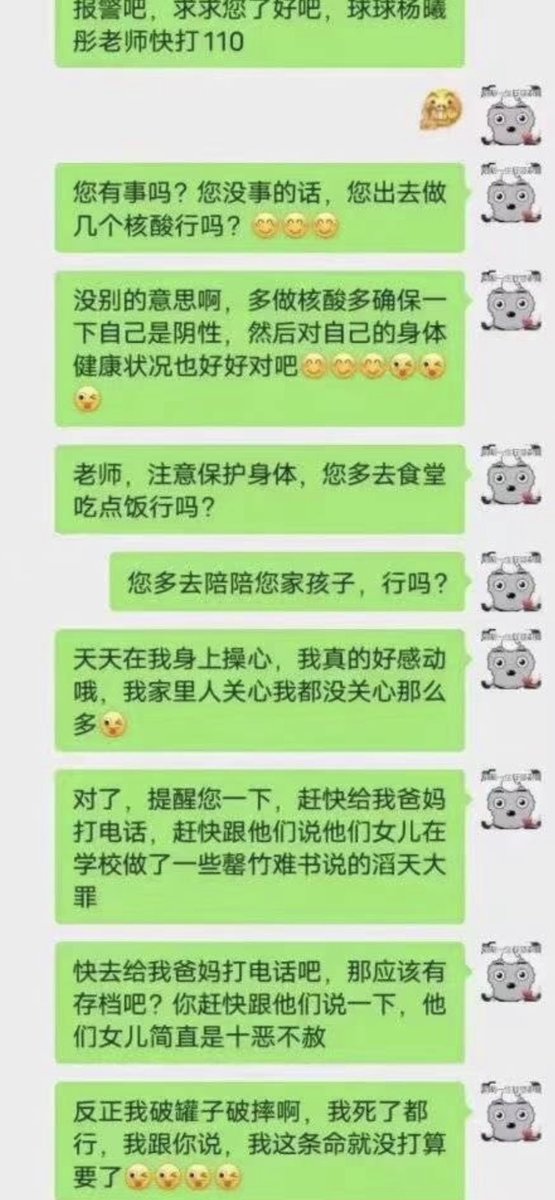 报警吧，求求您了好吧，球球杨曦
彤老师快打110
您有事吗？您没事的话，您出去做
几个核酸行吗？
没别的意思啊，多做核酸多确保一
下自己是阴性，然后对自己的身体
健康状况也好好对吧
老师，注意保护身体，您多去食堂
吃点饭行吗？
您多去陪陪您家孩子，行吗？
天天在我身上操心，我真的好感动
哦，我家里人关心我都没关心那么
多
对了，提醒您一下，赶快给我爸妈
打电话，赶快跟他们说他们女儿在
学校做了一些罄竹难书说的滔天大
罪
快去给我爸妈打电话吧，那应该有
存档吧？你赶快跟他们说一下，他
们女儿简直是十恶不赦
反正我破罐子破摔啊，我死了都
行，我跟你说，我这条命就没打算
要了